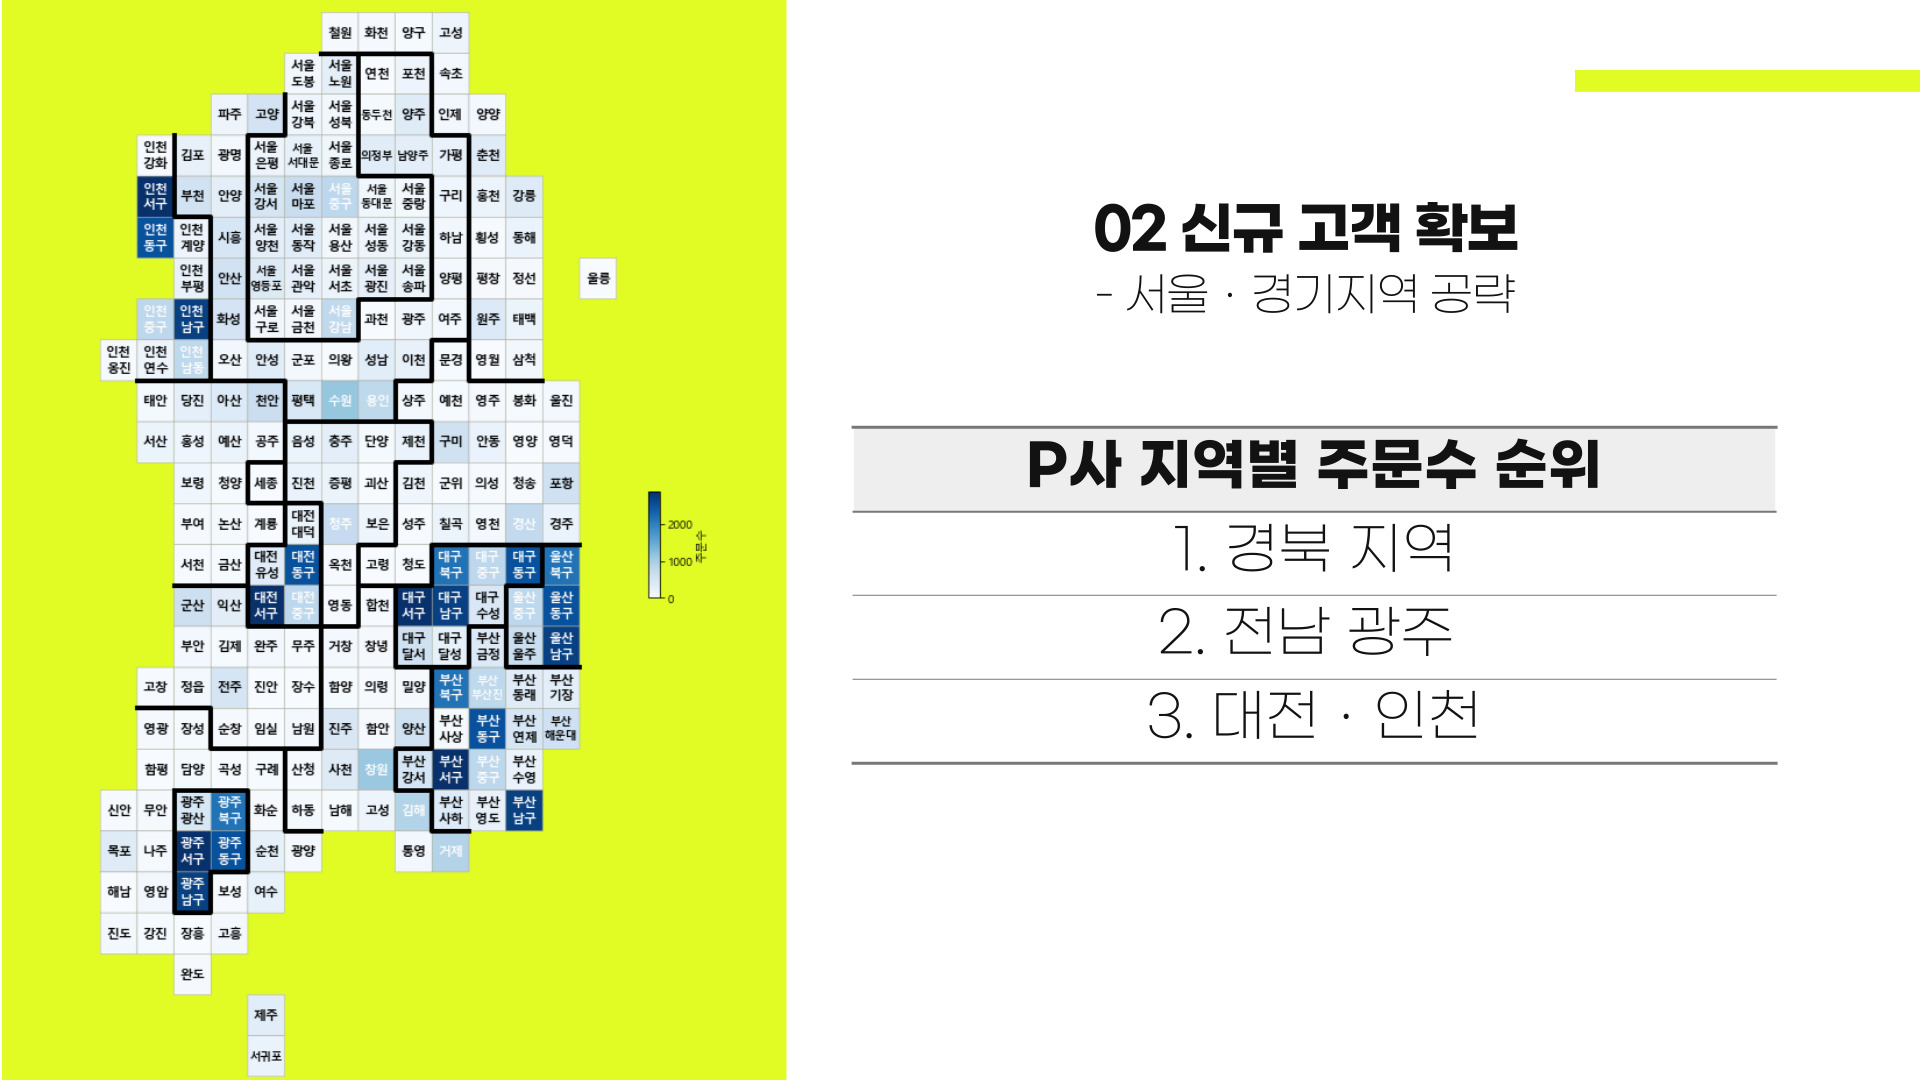 철원 화천 양구 고성
서울 도봉 서울 노원 연천 포천 속초
파주 고양 서울 강북 서울 성북 동두천 양주 인제 양양
인천 강화 김포 광명 서울 은평 서울 서대문 서울 종로 의정부 남양주 가평 춘천
인천 서구 부천 안양 서울 강서 서울 마포 서울 중구 서울 동대문 서울 중랑 구리 홍천 강릉
인천 동구 인천 계양 시흥 서울 양천 서울 동작 서울 용산 서울 성동 서울 강동 하남 횡성 동해
인천 부평 안산 서울 영등포 서울 관악 서울 서초 서울 광진 서울 송파 양평 평창 정선 울릉
인천 중구 인천 남구 화성 서울 구로 서울 금천 서울 강남 과천 광주 여주 원주 태백
인천 옹진 인천 연수 인천 남동 오산 안성 군포 의왕 성남 이천 문경 영월 삼척
태안 당진 아산 천안 평택 수원 용인 상주 예천 영주 봉화 울진
서산 홍성 예산 공주 음성 충주 단양 제천 구미 안동 영양 영덕
보령 청양 세종 진천 증평 괴산 김천 군위 의성 청송 포항
부여 논산 계룡 대전 대덕 청주 보은 성주 칠곡 영천 경산 경주
서천 금산 대전 유성 대전 동구 옥천 고령 청도 대구 북구 대구 중구 대구 동구 울산 북구
군산 익산 대전 서구 대전 중구 영동 합천 대구 서구 대구 남구 대구 수성 울산 중구 울산 동구
부안 김제 완주 무주 거창 창녕 대구 달서 대구 달성 부산 금정 울산 울주 울산 남구
고창 정읍 전주 진안 장수 함양 의령 밀양 부산 북구 부산 부산진 부산 동래 부산 기장
영광 장성 순창 임실 남원 진주 함안 양산 부산 사상 부산 동구 부산 연제 부산 해운대
함평 담양 곡성 구례 산청 사천 창원 부산 강서 부산 서구 부산 중구 부산 수영
신안 무안 광주 광산 광주 북구 화순 하동 남해 고성 김해 부산 사하 부산 영도 부산 남구
목포 나주 광주 서구 광주 동구 순천 광양 통영 거제
해남 영암 광주 남구 보성 여수
진도 강진 장흥 고흥
완도
제주
서귀포
2000
1000
0
주문수
02 신규 고객 확보
- 서울 · 경기지역 공략
P사 지역별 주문수 순위
1. 경북 지역
2. 전남 광주
3. 대전 · 인천